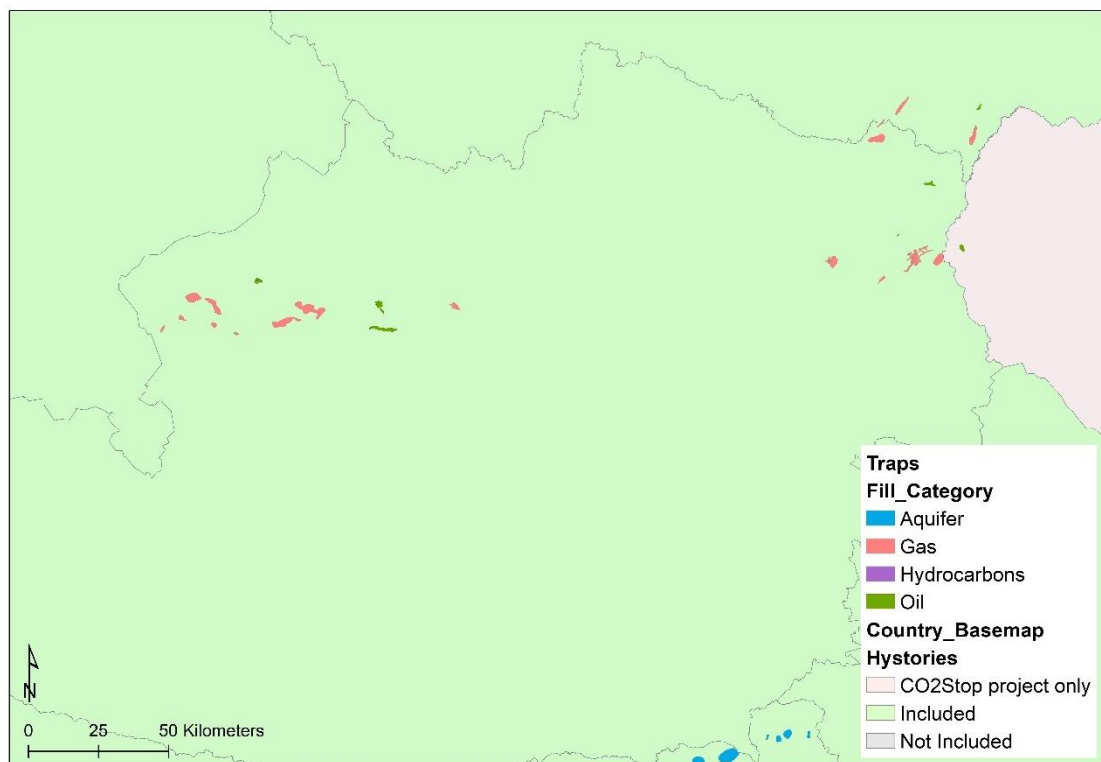 Traps
Fill_Category
Aquifer
Gas
Hydrocarbons
Oil
Country_Basemap
Hystories
CO2Stop project only
Included
Not Included
N
0 25 50 Kilometers